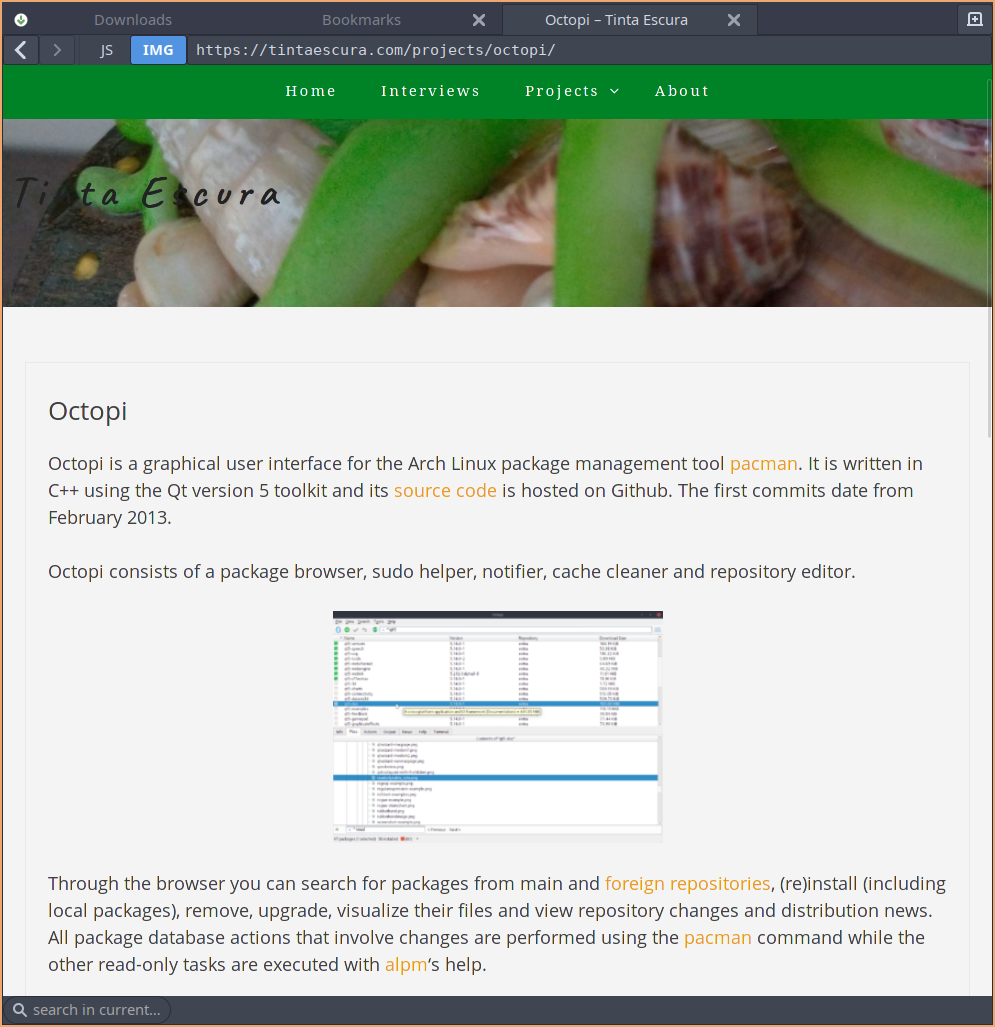 Downloads
Bookmarks
Octopi – Tinta Escura
JS
IMG
https://tintaescura.com/projects/octopi/
Home
Interviews
Projects
About
Tinta Escura
Octopi
Octopi is a graphical user interface for the Arch Linux package management tool pacman. It is written in
C++ using the Qt version 5 toolkit and its source code is hosted on Github. The first commits date from
February 2013.
Octopi consists of a package browser, sudo helper, notifier, cache cleaner and repository editor.
Name
Version
Repository
Through the browser you can search for packages from main and foreign repositories, (re)install (including
local packages), remove, upgrade, visualize their files and view repository changes and distribution news.
All package database actions that involve changes are performed using the pacman command while the
other read-only tasks are executed with alpm‘s help.
search in current...